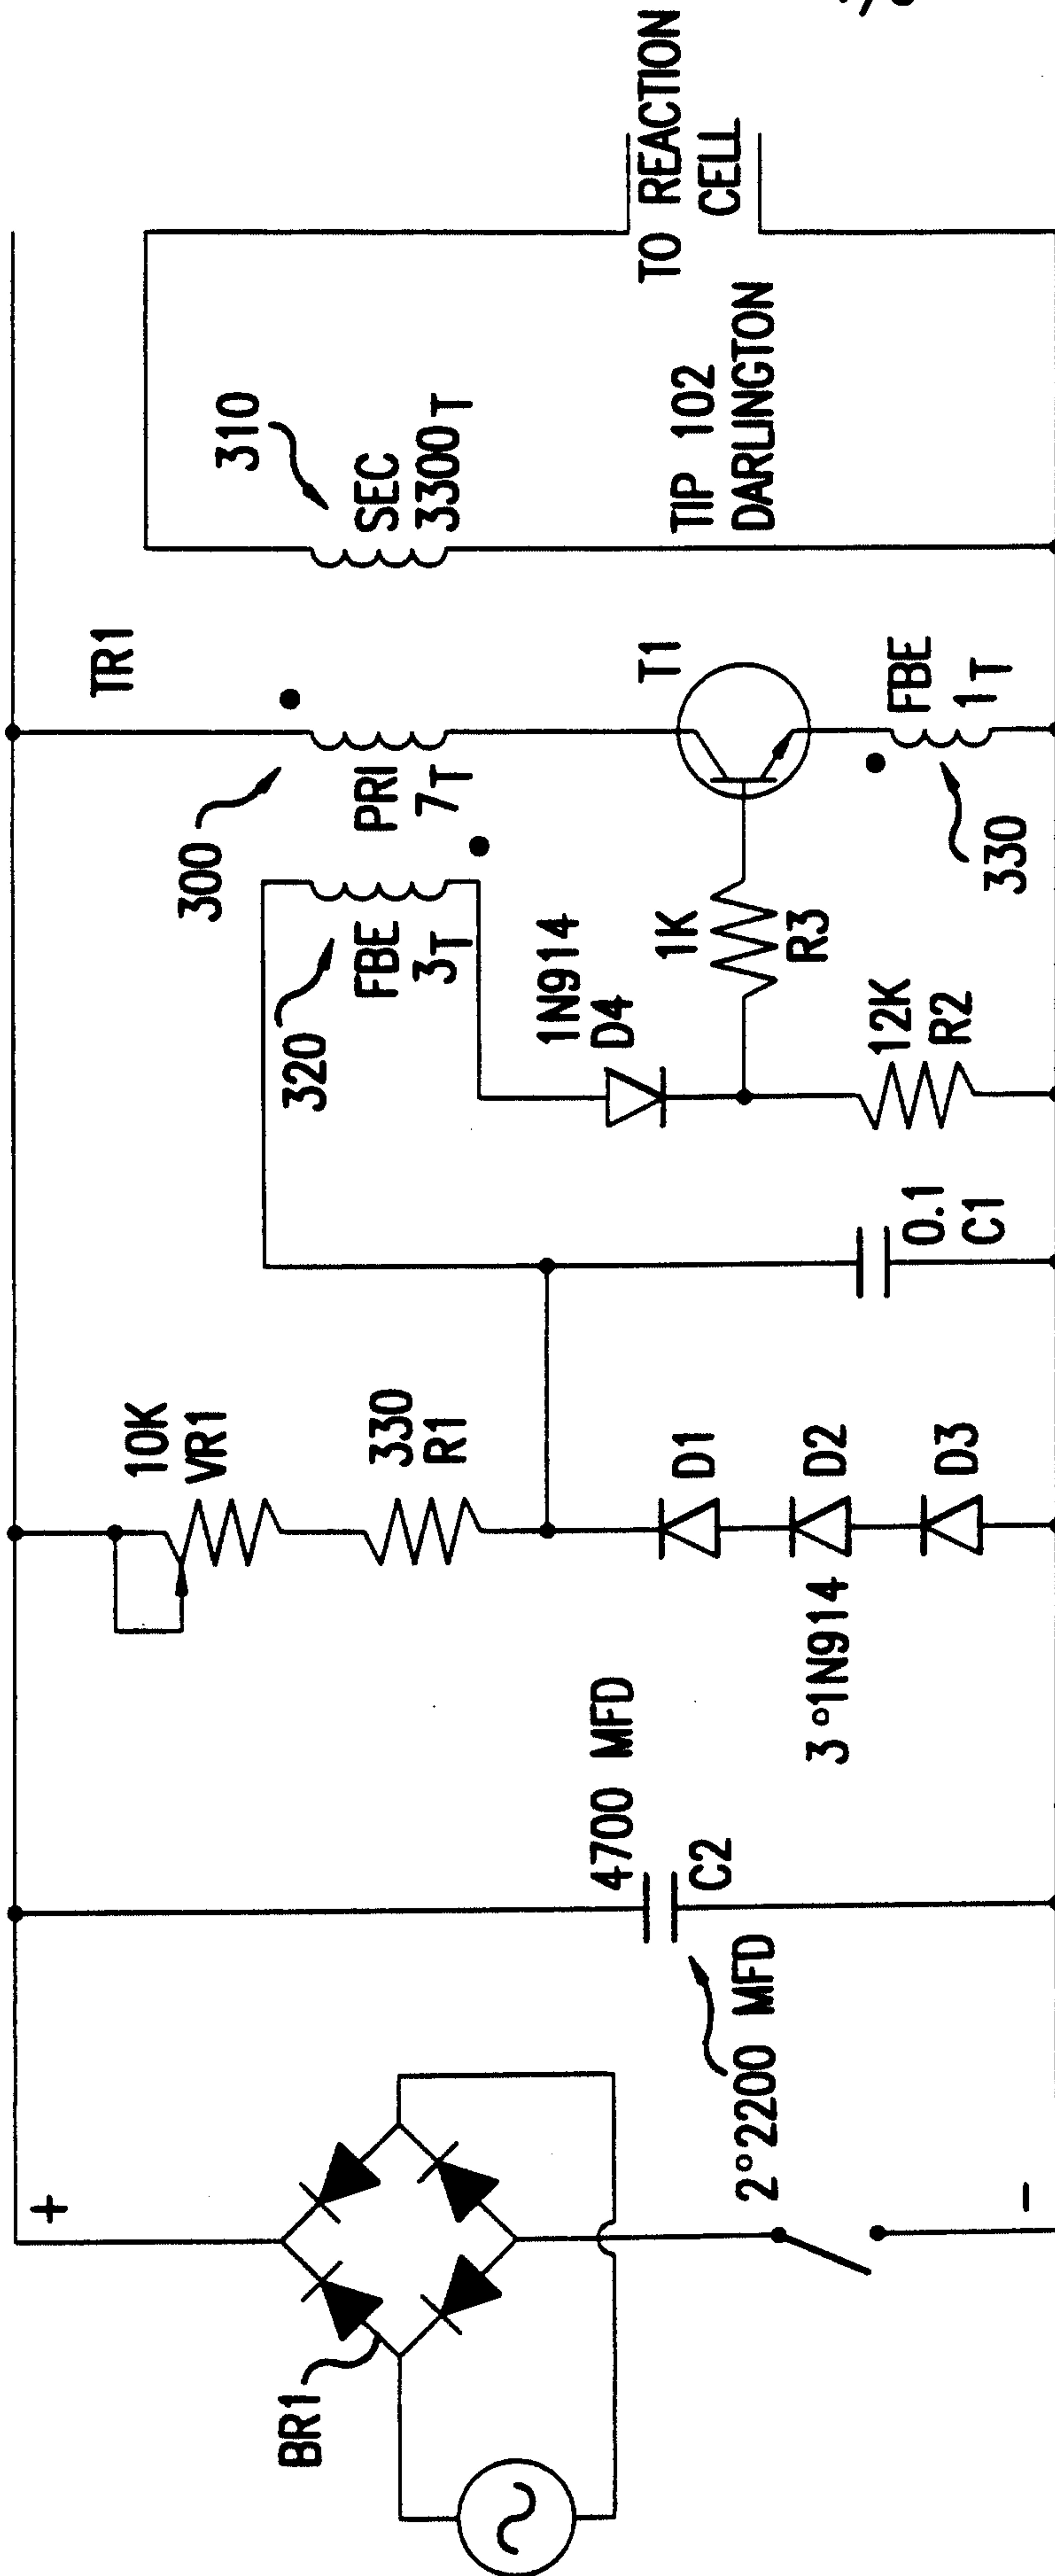 +
BR1
2°2200 MFD
4700 MFD
C2
-
10K
VR1
330
R1
3°1N914
D1
D2
D3
0.1
C1
320
FBE
3T
1N914
D4
12K
R2
1K
R3
300
TR1
PRI
7T
T1
FBE
1T
330
310
SEC
3300T
TIP 102
DARLINGTON
TO REACTION
CELL